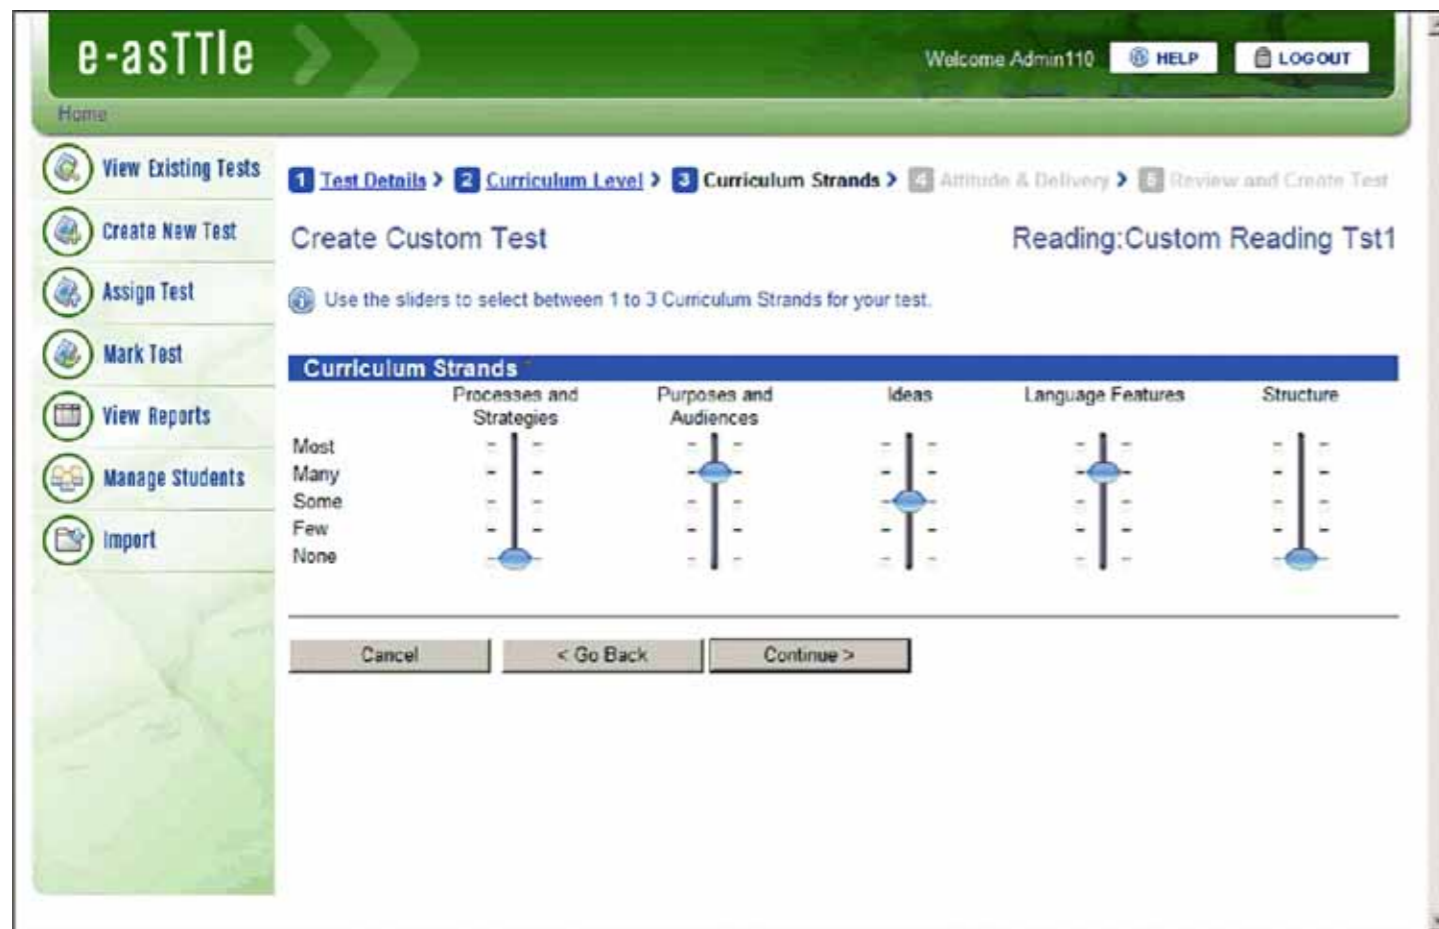 e-asTTle
Welcome Admin110 HELP LOGOUT
Home
View Existing Tests
Create New Test
Assign Test
Mark Test
View Reports
Manage Students
Import
1 Test Details > 2 Curriculum Level > 3 Curriculum Strands > 4 Attitude & Delivery > 5 Review and Create Test
Create Custom Test Reading:Custom Reading Tst1
Use the sliders to select between 1 to 3 Curriculum Strands for your test.
Curriculum Strands *
Processes and Strategies
Purposes and Audiences
Ideas
Language Features
Structure
Most
Many
Some
Few
None
Cancel < Go Back Continue >